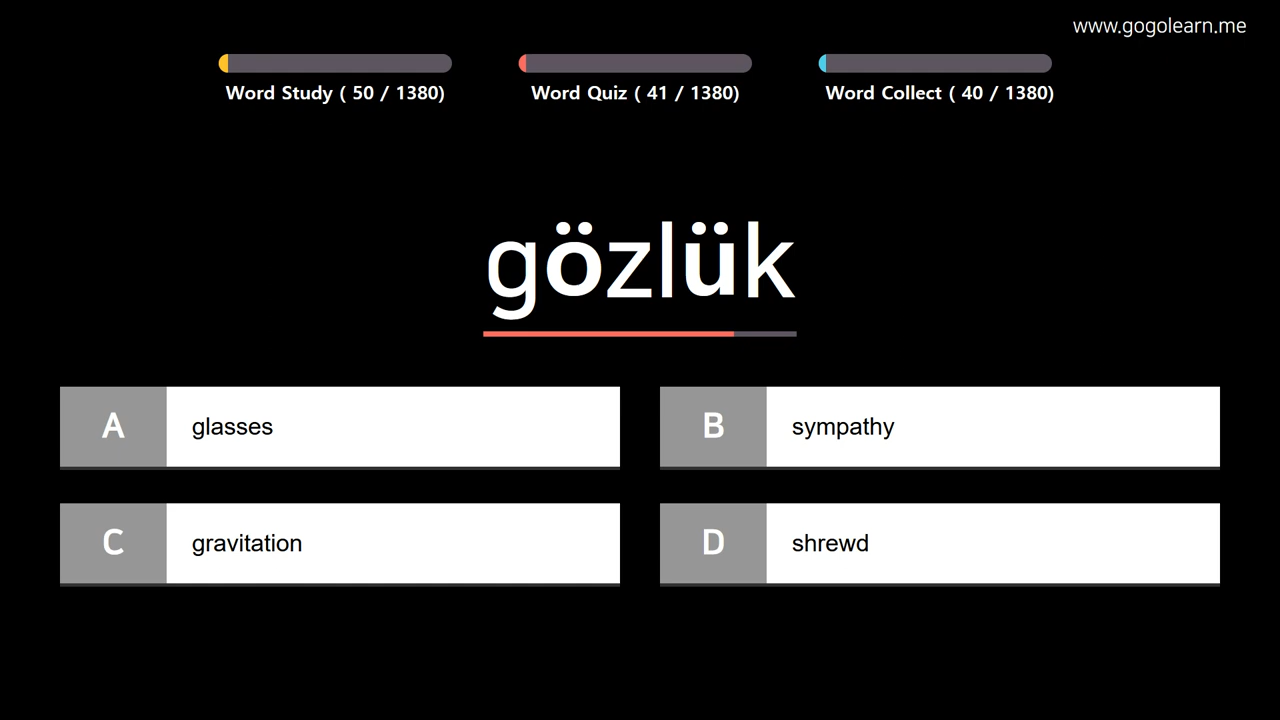 www.gogolearn.me
Word Study ( 50 / 1380)
Word Quiz ( 41 / 1380)
Word Collect ( 40 / 1380)
gözlük
A glasses
B sympathy
C gravitation
D shrewd